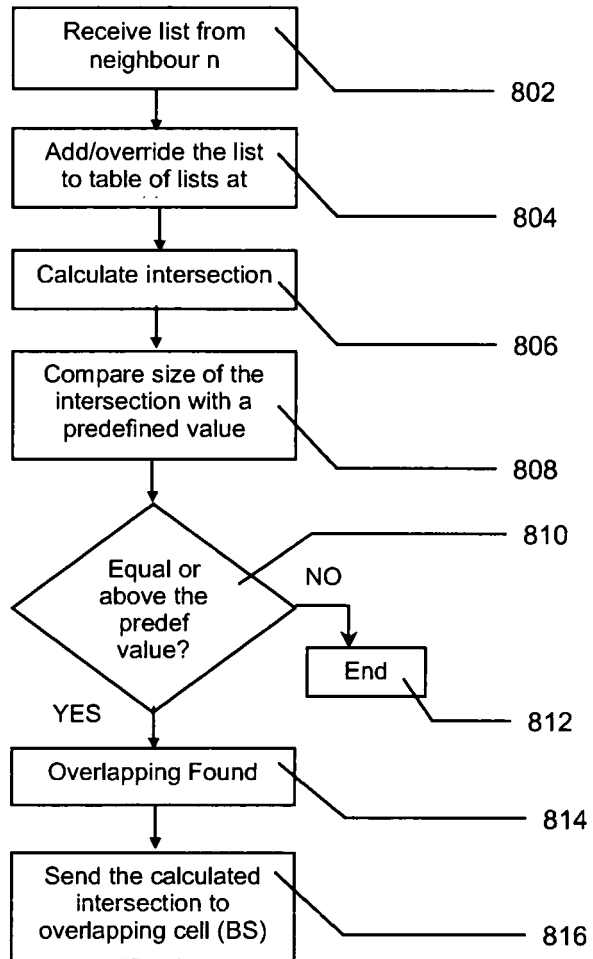 Receive list from
neighbour n
802
Add/override the list
to table of lists at
804
Calculate intersection
806
Compare size of the
intersection with a
predefined value
808
810
Equal or
above the
predef
value?
NO
End
812
YES
Overlapping Found
814
Send the calculated
intersection to
overlapping cell (BS)
816